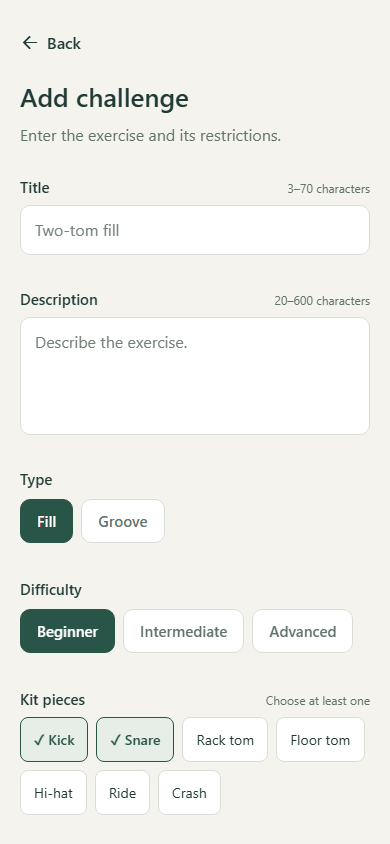 ← Back
Add challenge
Enter the exercise and its restrictions.
Title 3–70 characters
Two-tom fill
Description 20–600 characters
Describe the exercise.
Type
Fill Groove
Difficulty
Beginner Intermediate Advanced
Kit pieces Choose at least one
✓ Kick ✓ Snare Rack tom Floor tom
Hi-hat Ride Crash